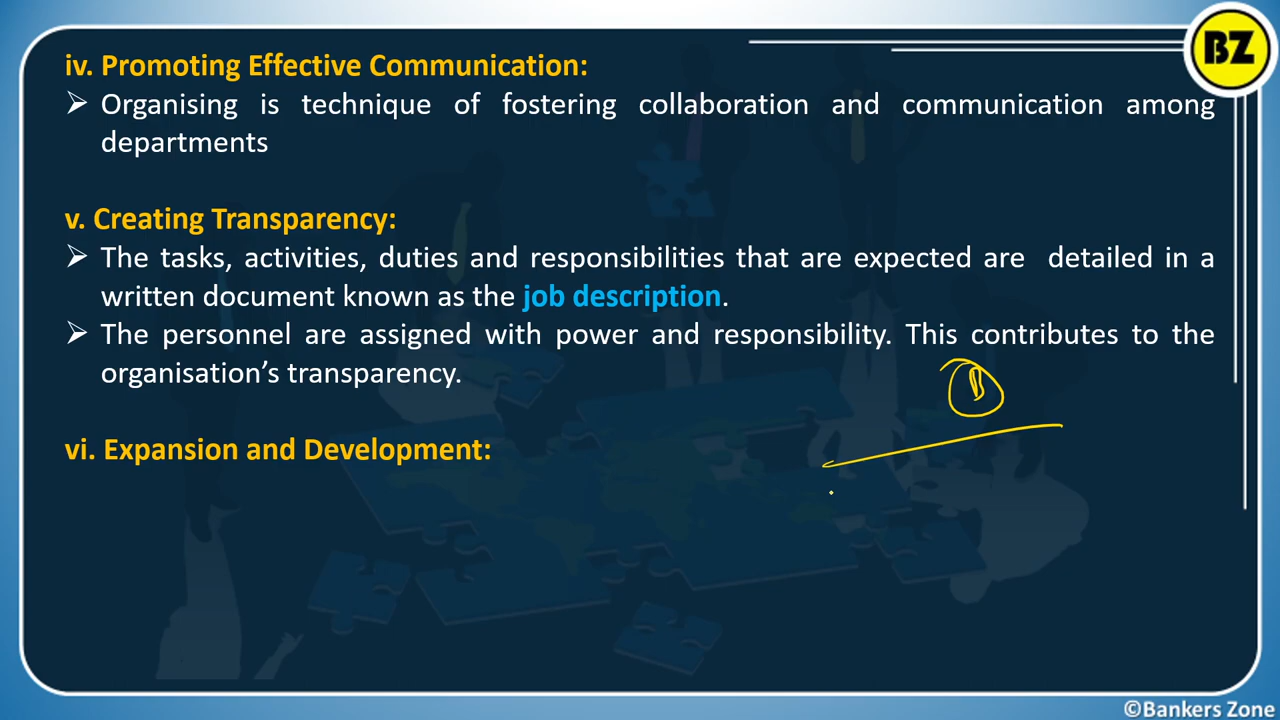 BZ
iv. Promoting Effective Communication:
➢ Organising is technique of fostering collaboration and communication among
departments
v. Creating Transparency:
➢ The tasks, activities, duties and responsibilities that are expected are detailed in a
written document known as the job description.
➢ The personnel are assigned with power and responsibility. This contributes to the
organisation’s transparency.
vi. Expansion and Development:
©Bankers Zone